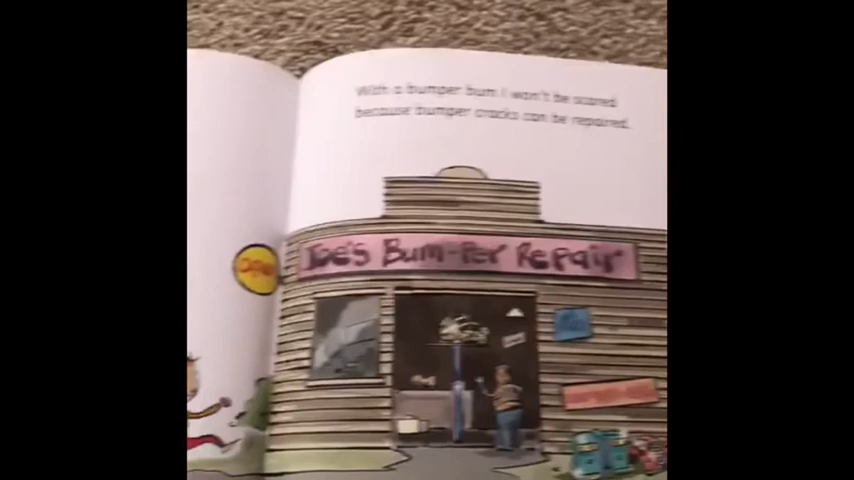 With a bumper bum I won't be scared
because bumper cracks can be repaired.
Joe's Bum-Per Repair